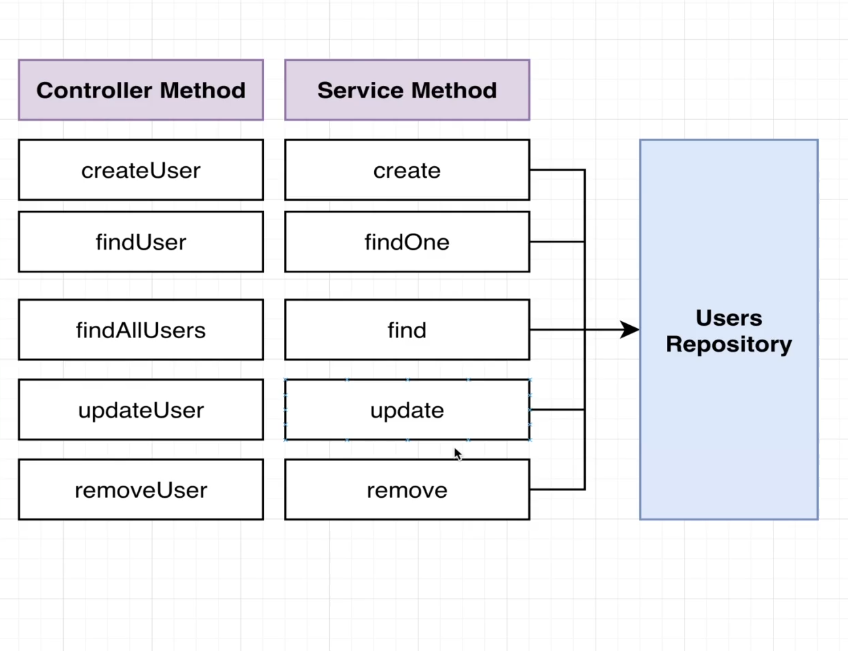 Controller Method
Service Method
createUser
create
findUser
findOne
findAllUsers
find
Users
Repository
updateUser
update
removeUser
remove